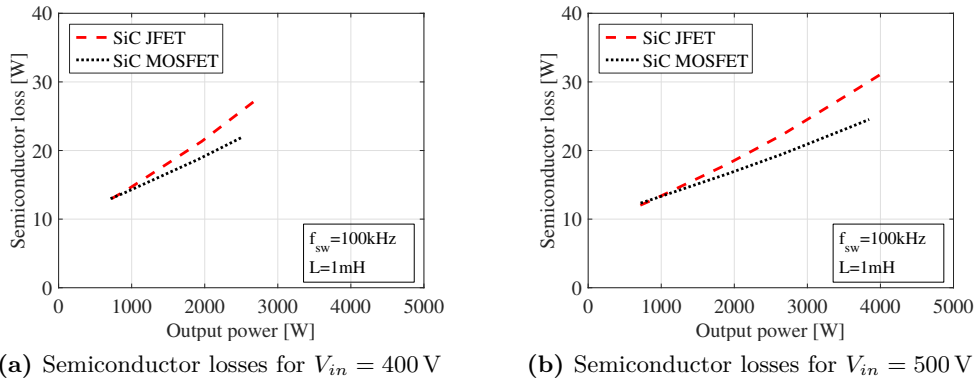 40
30
20
10
0
Semiconductor loss [W]
SiC JFET
SiC MOSFET
f_sw=100kHz
L=1mH
0 1000 2000 3000 4000 5000
Output power [W]
(a) Semiconductor losses for V_in = 400 V
40
30
20
10
0
Semiconductor loss [W]
SiC JFET
SiC MOSFET
f_sw=100kHz
L=1mH
0 1000 2000 3000 4000 5000
Output power [W]
(b) Semiconductor losses for V_in = 500 V